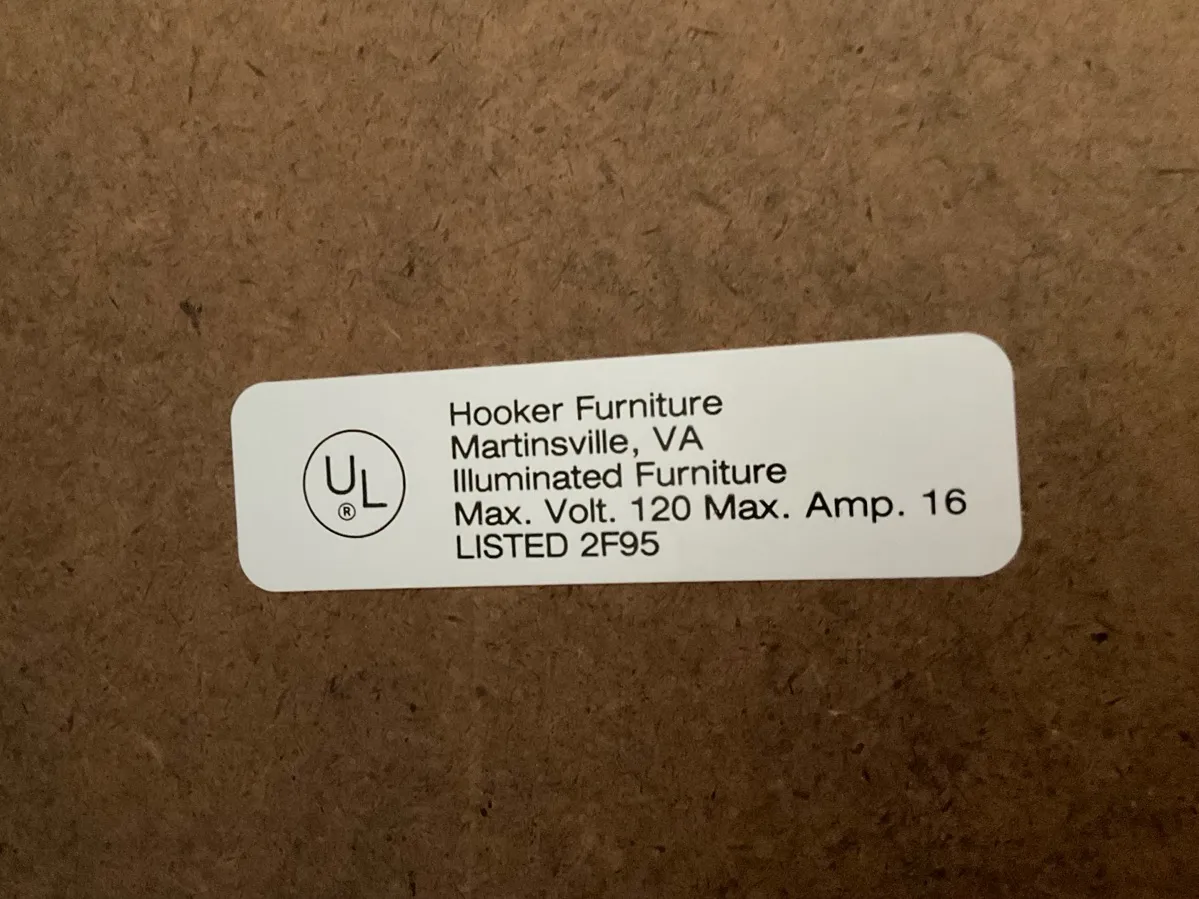 UL
®
Hooker Furniture
Martinsville, VA
Illuminated Furniture
Max. Volt. 120 Max. Amp. 16
LISTED 2F95